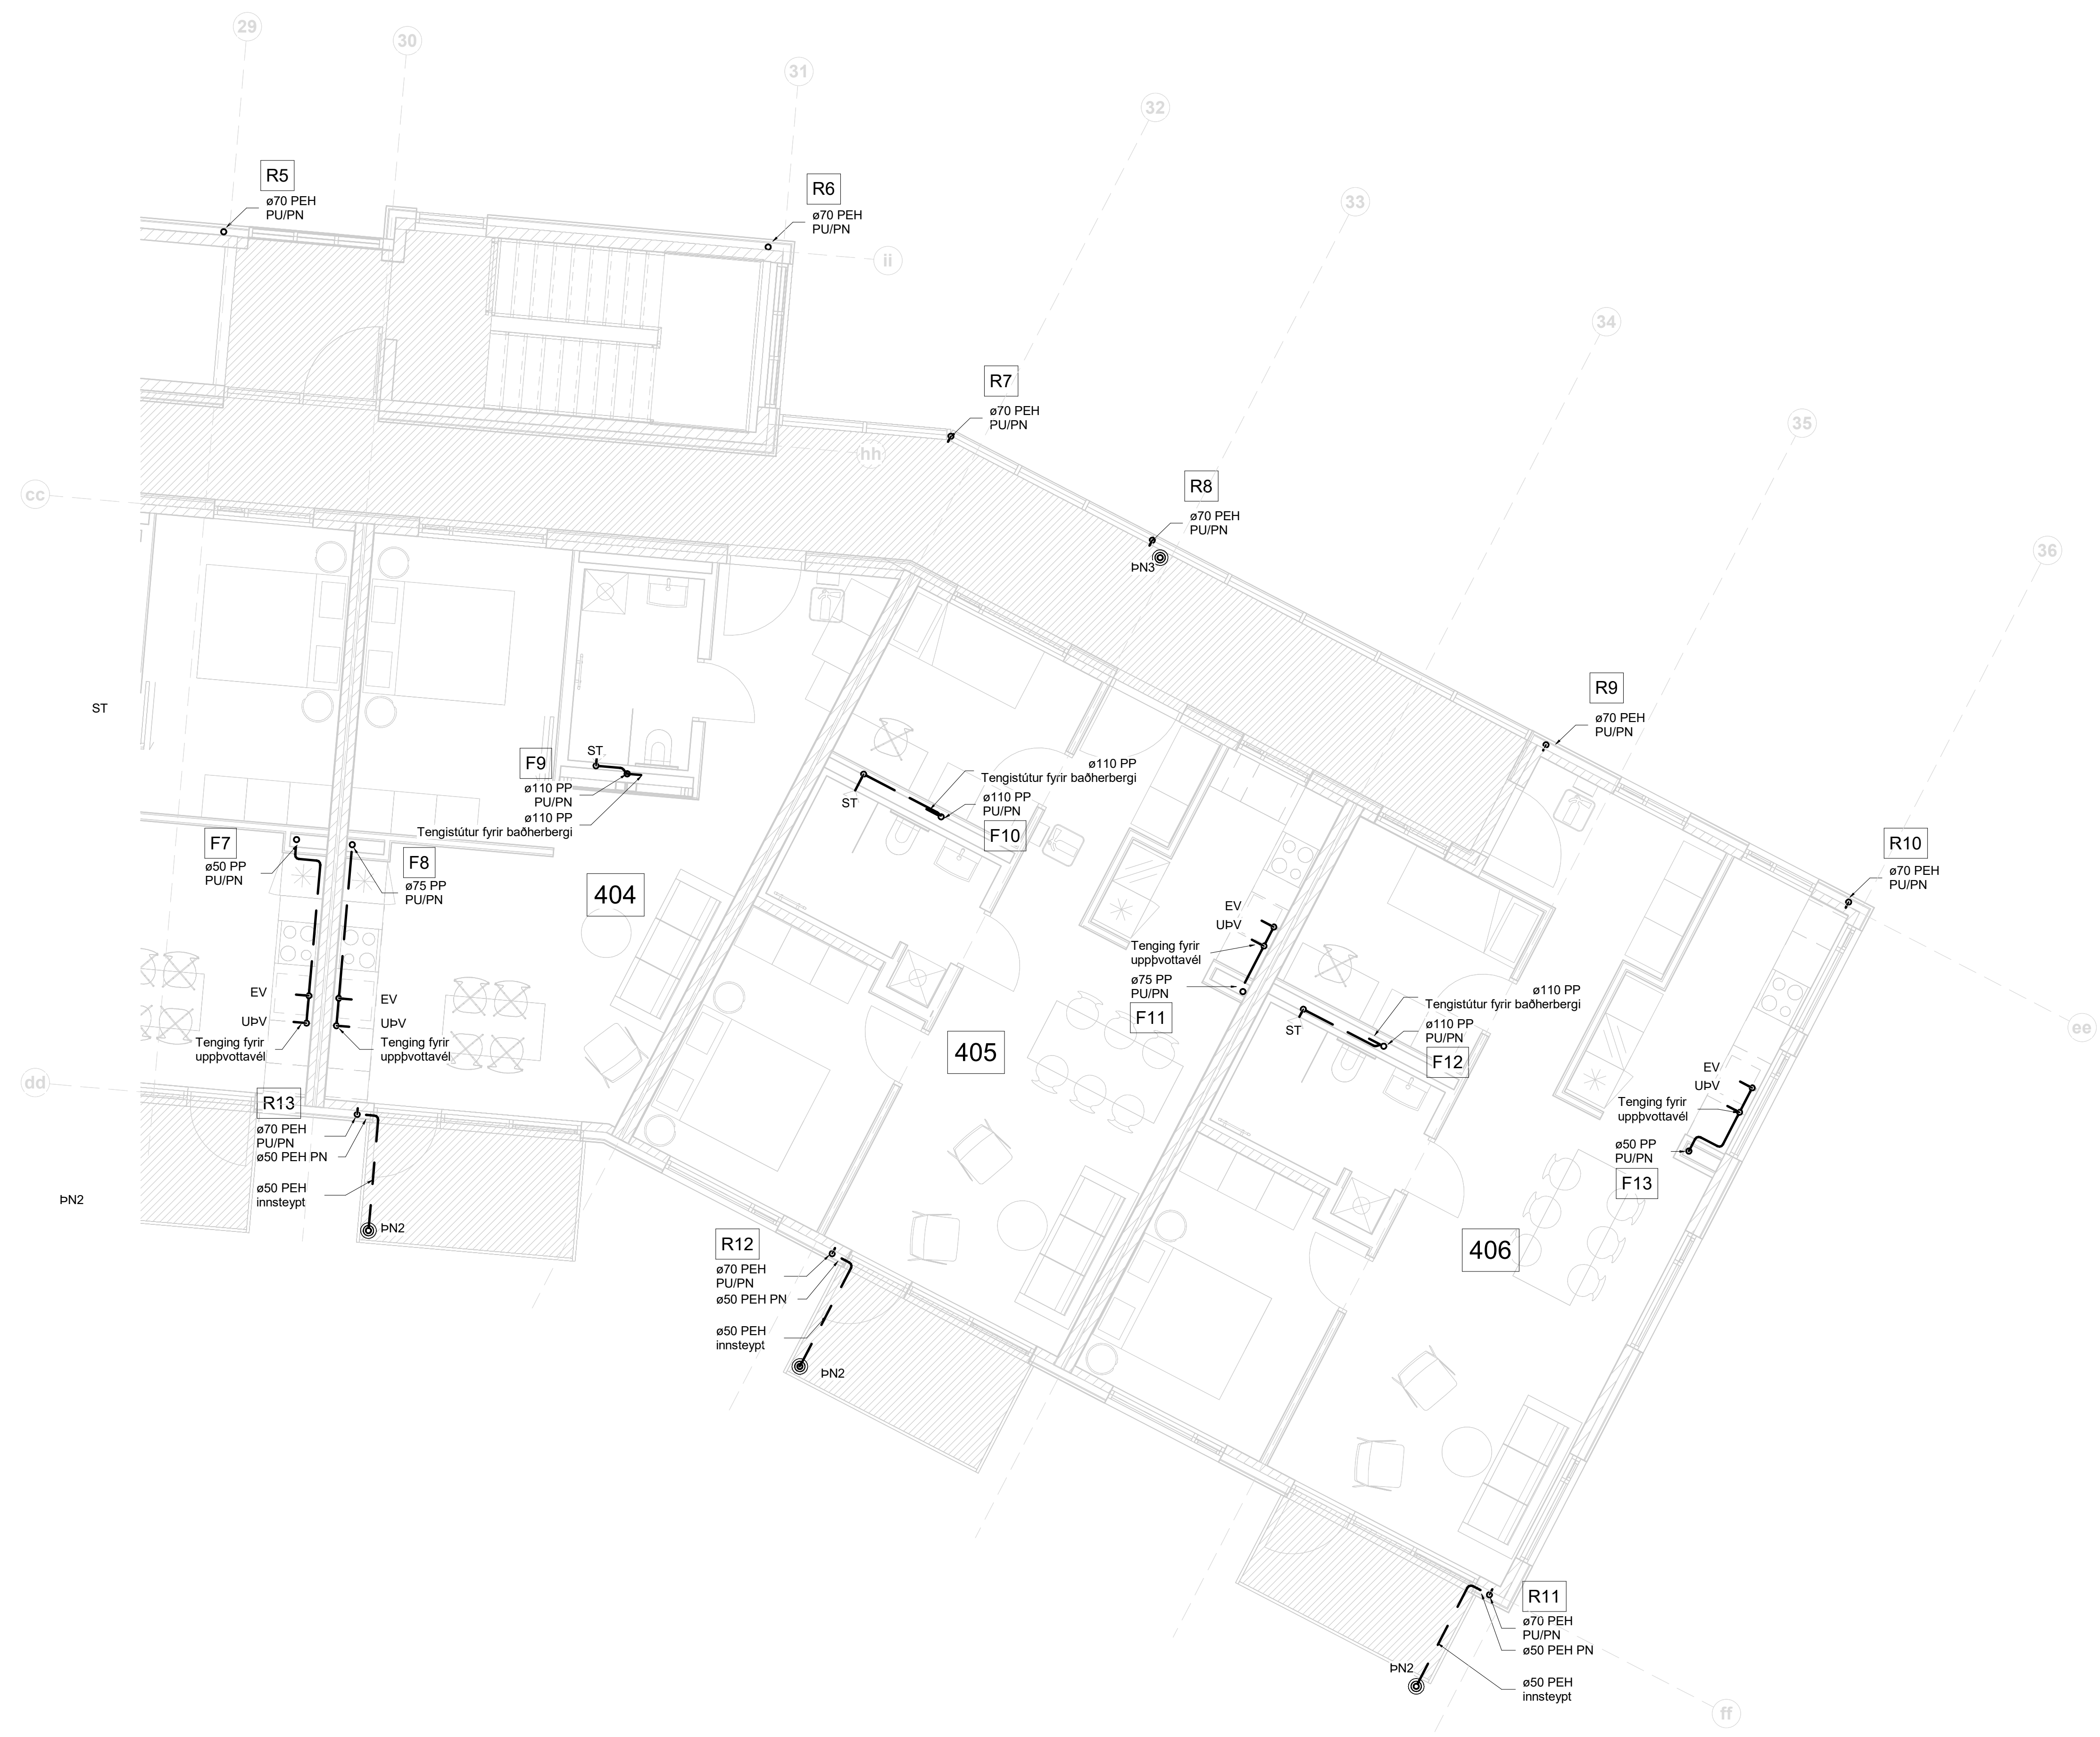 29
30
31
32
33
34
35
36
ii
hh
cc
dd
ee
ff
R5
ø70 PEH
PU/PN
R6
ø70 PEH
PU/PN
R7
ø70 PEH
PU/PN
R8
ø70 PEH
PU/PN
ÞN3
R9
ø70 PEH
PU/PN
R10
ø70 PEH
PU/PN
ST
ST
F9
ø110 PP
PU/PN
ø110 PP
Tengistútur fyrir baðherbergi
ø110 PP
Tengistútur fyrir baðherbergi
ST
ø110 PP
PU/PN
F10
F7
ø50 PP
PU/PN
F8
ø75 PP
PU/PN
404
EV
UÞV
Tenging fyrir
uppþvottavél
EV
UÞV
Tenging fyrir
uppþvottavél
EV
UÞV
Tenging fyrir
uppþvottavél
ø75 PP
PU/PN
F11
405
ø110 PP
Tengistútur fyrir baðherbergi
ST
ø110 PP
PU/PN
F12
EV
UÞV
Tenging fyrir
uppþvottavél
ø50 PP
PU/PN
F13
406
R13
ø70 PEH
PU/PN
ø50 PEH PN
ø50 PEH
innsteypt
ÞN2
ÞN2
R12
ø70 PEH
PU/PN
ø50 PEH PN
ø50 PEH
innsteypt
ÞN2
R11
ø70 PEH
PU/PN
ø50 PEH PN
ÞN2
ø50 PEH
innsteypt